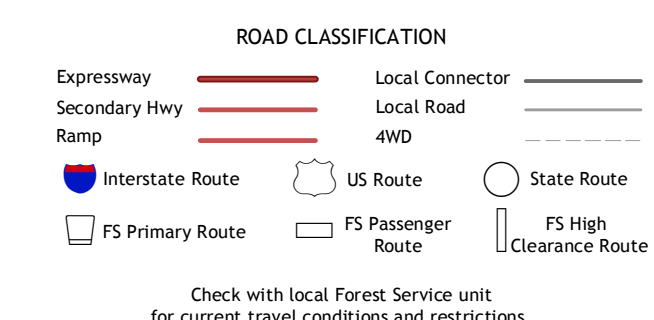 ROAD CLASSIFICATION
Expressway
Local Connector
Secondary Hwy
Local Road
Ramp
4WD
Interstate Route
US Route
State Route
FS Primary Route
FS Passenger
Route
FS High
Clearance Route
Check with local Forest Service unit
for current travel conditions and restrictions